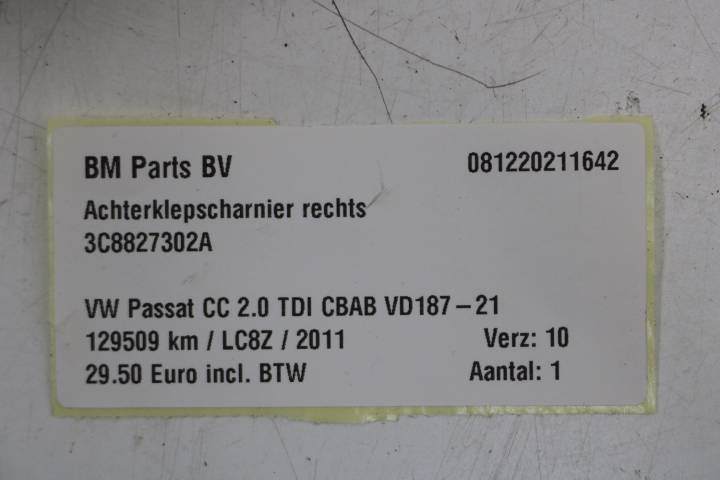 BM Parts BV 081220211642
Achterklepscharnier rechts
3C8827302A
VW Passat CC 2.0 TDI CBAB VD187-21
129509 km / LC8Z / 2011 Verz: 10
29.50 Euro incl. BTW Aantal: 1